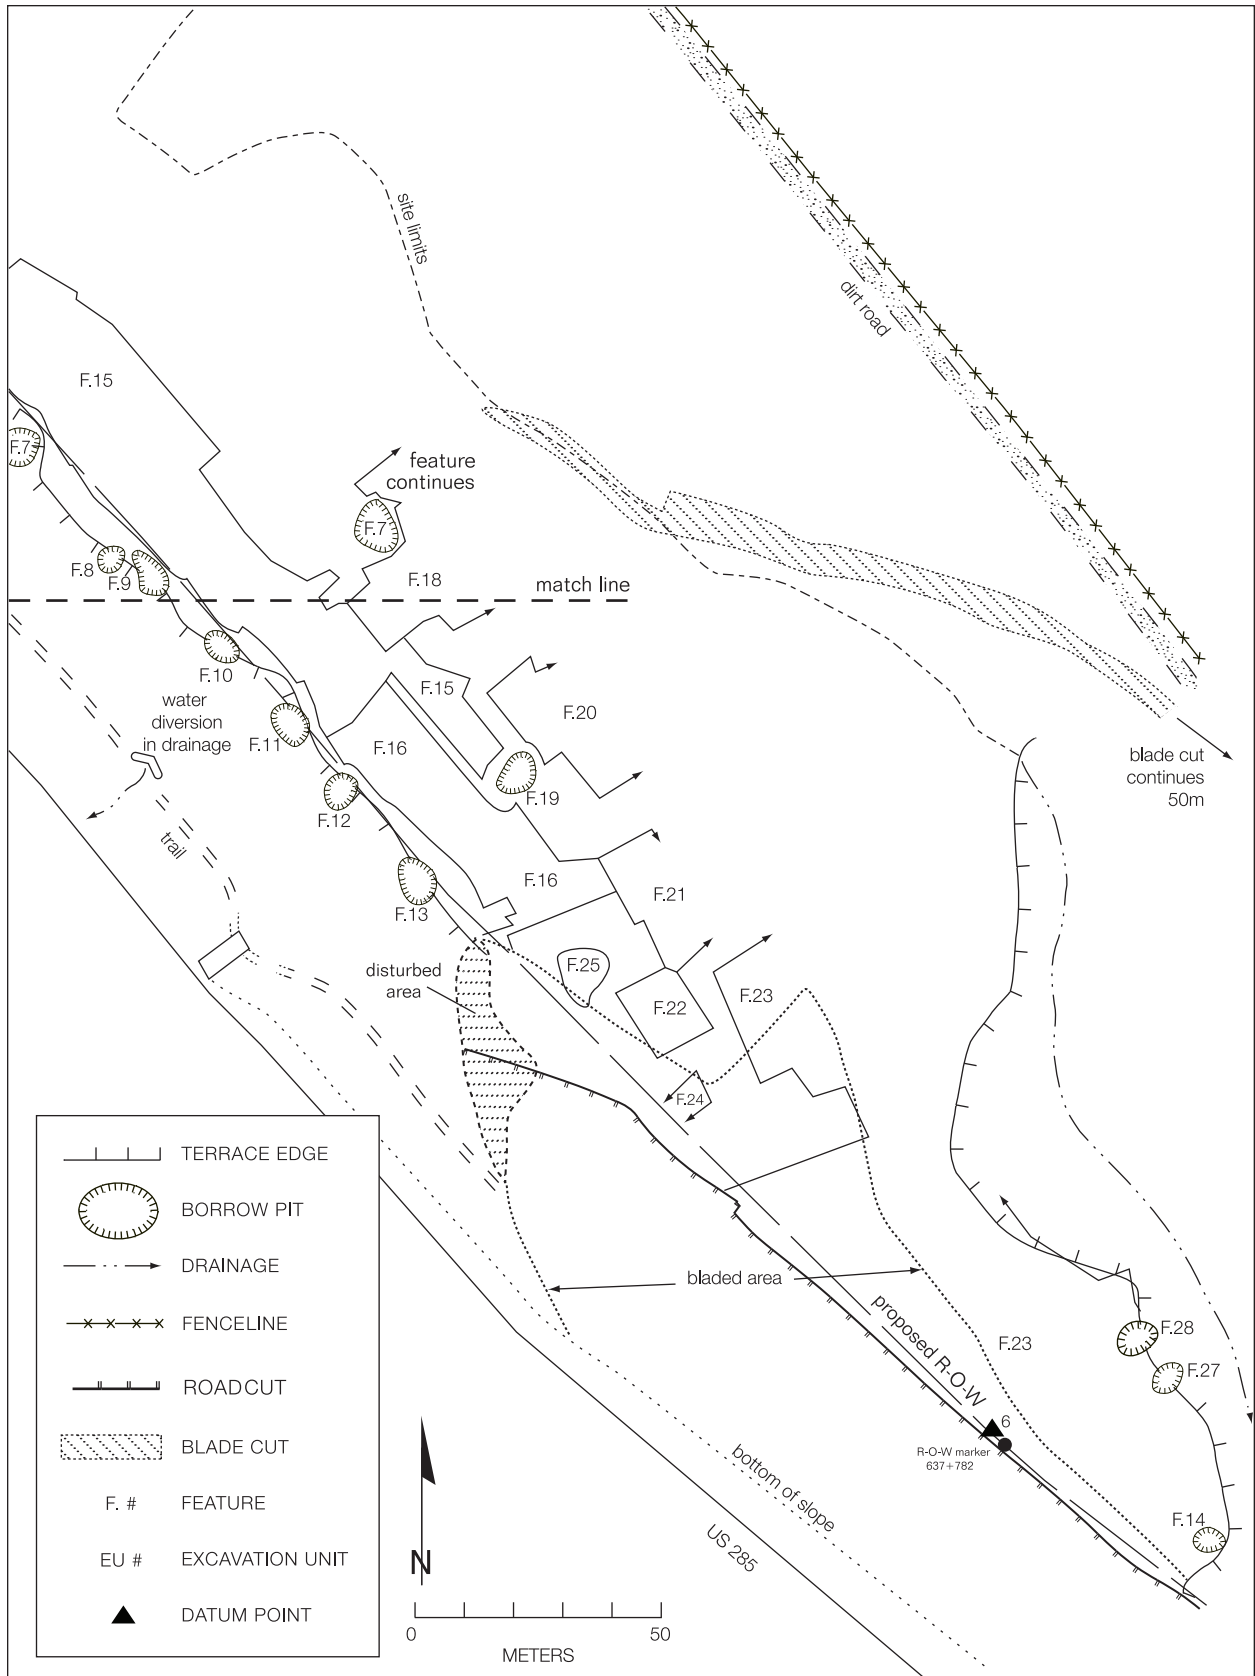 site limits
dirt road
F.15
F.7
feature
continues
F.7
F.8
F.9
F.18
match line
F.10
F.15
water
diversion
in drainage
F.20
F.11
F.16
blade cut
continues
50m
F.19
F.12
trail
F.16
F.21
F.13
disturbed
area
F.25
F.22
F.23
F.24
TERRACE EDGE
BORROW PIT
DRAINAGE
FENCELINE
ROADCUT
BLADE CUT
F. # FEATURE
EU # EXCAVATION UNIT
DATUM POINT
bladed area
proposed R-O-W
F.23
F.28
F.27
6
R-O-W marker
637+782
bottom of slope
US 285
F.14
N
0 50
METERS